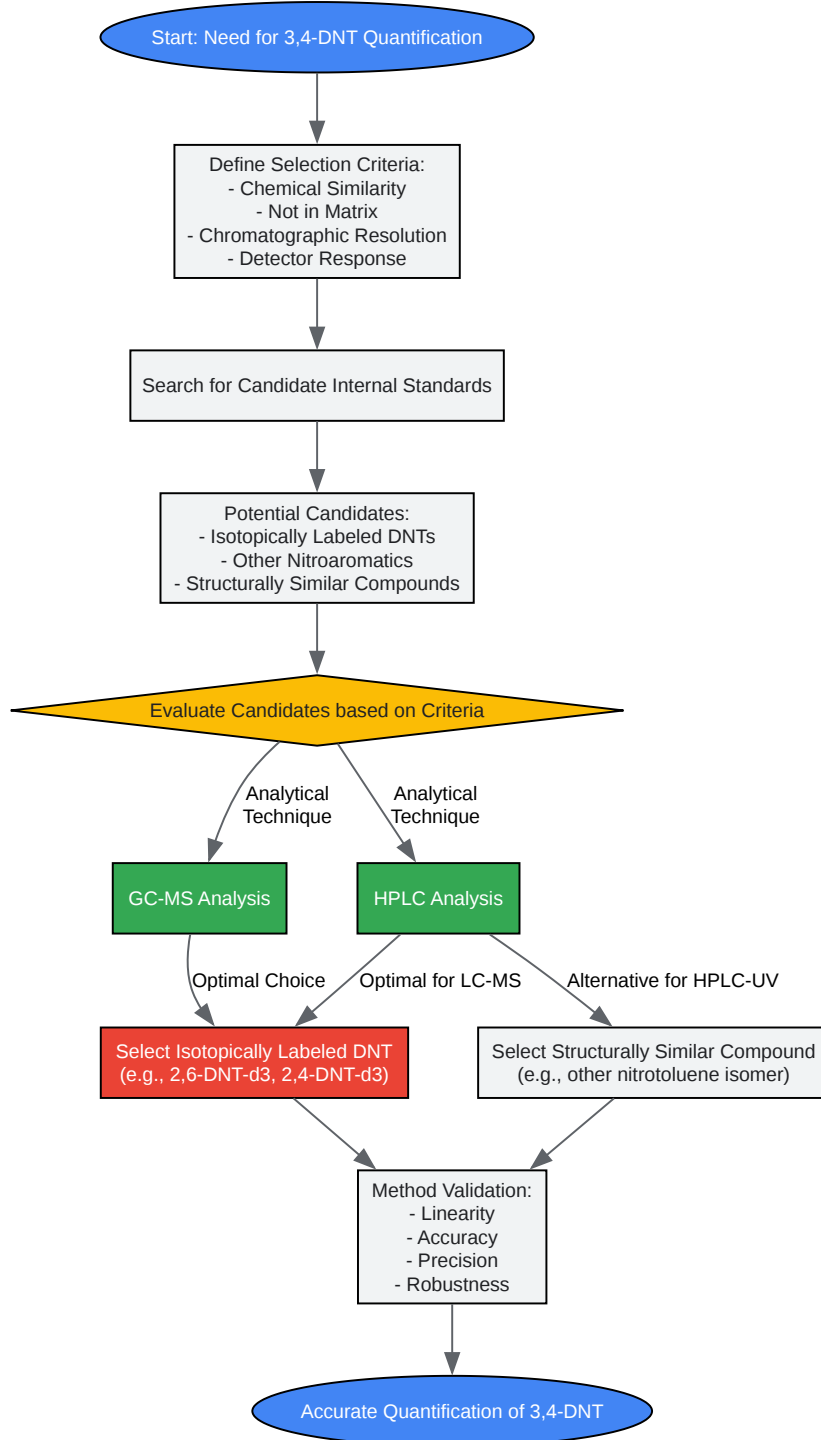 Start: Need for 3,4-DNT Quantification
Define Selection Criteria:
- Chemical Similarity
- Not in Matrix
- Chromatographic Resolution
- Detector Response
Search for Candidate Internal Standards
Potential Candidates:
- Isotopically Labeled DNTs
- Other Nitroaromatics
- Structurally Similar Compounds
Evaluate Candidates based on Criteria
Analytical
Technique
Analytical
Technique
GC-MS Analysis
HPLC Analysis
Optimal Choice
Optimal for LC-MS
Alternative for HPLC-UV
Select Isotopically Labeled DNT
(e.g., 2,6-DNT-d3, 2,4-DNT-d3)
Select Structurally Similar Compound
(e.g., other nitrotoluene isomer)
Method Validation:
- Linearity
- Accuracy
- Precision
- Robustness
Accurate Quantification of 3,4-DNT